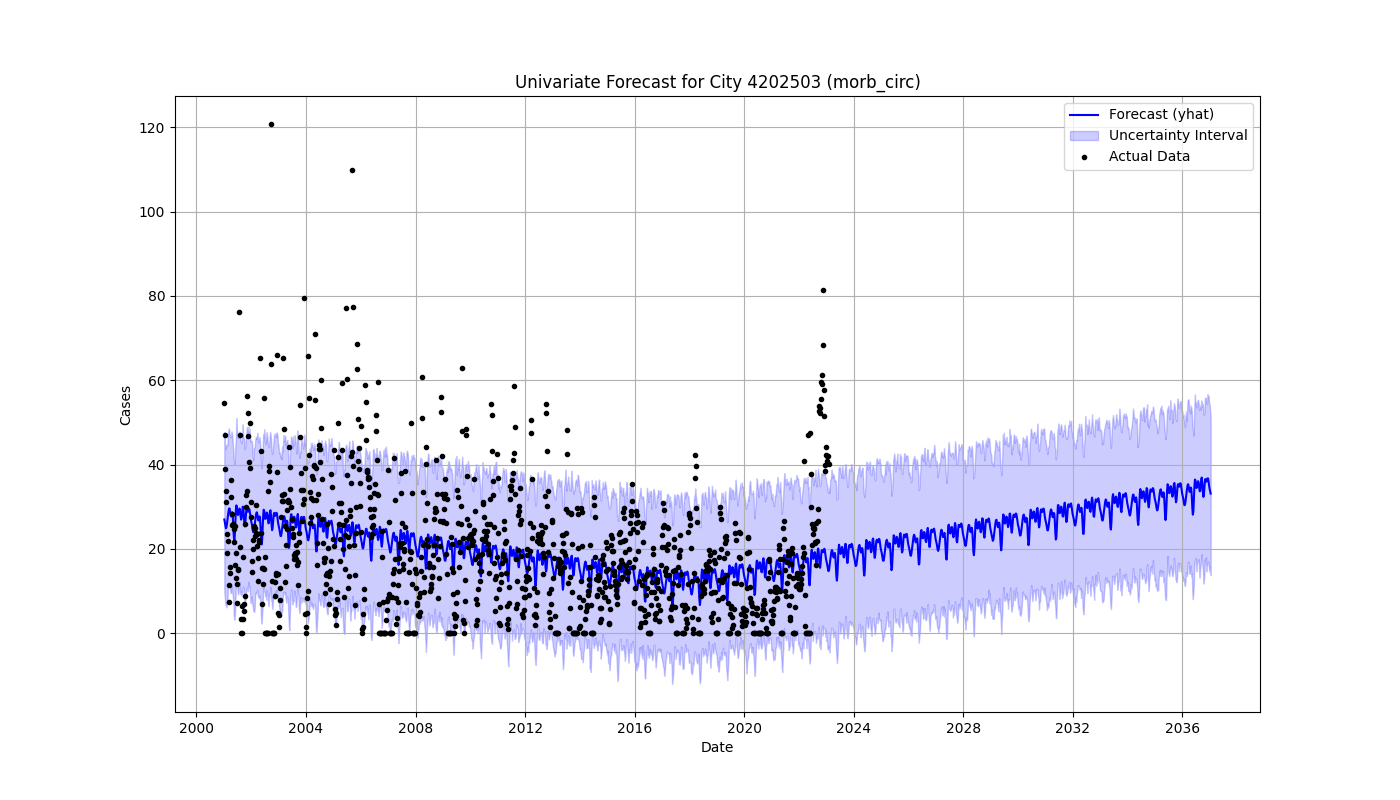 Univariate Forecast for City 4202503 (morb_circ)
Forecast (yhat)
Uncertainty Interval
Actual Data
Cases
120
100
80
60
40
20
0
2000 2004 2008 2012 2016 2020 2024 2028 2032 2036
Date